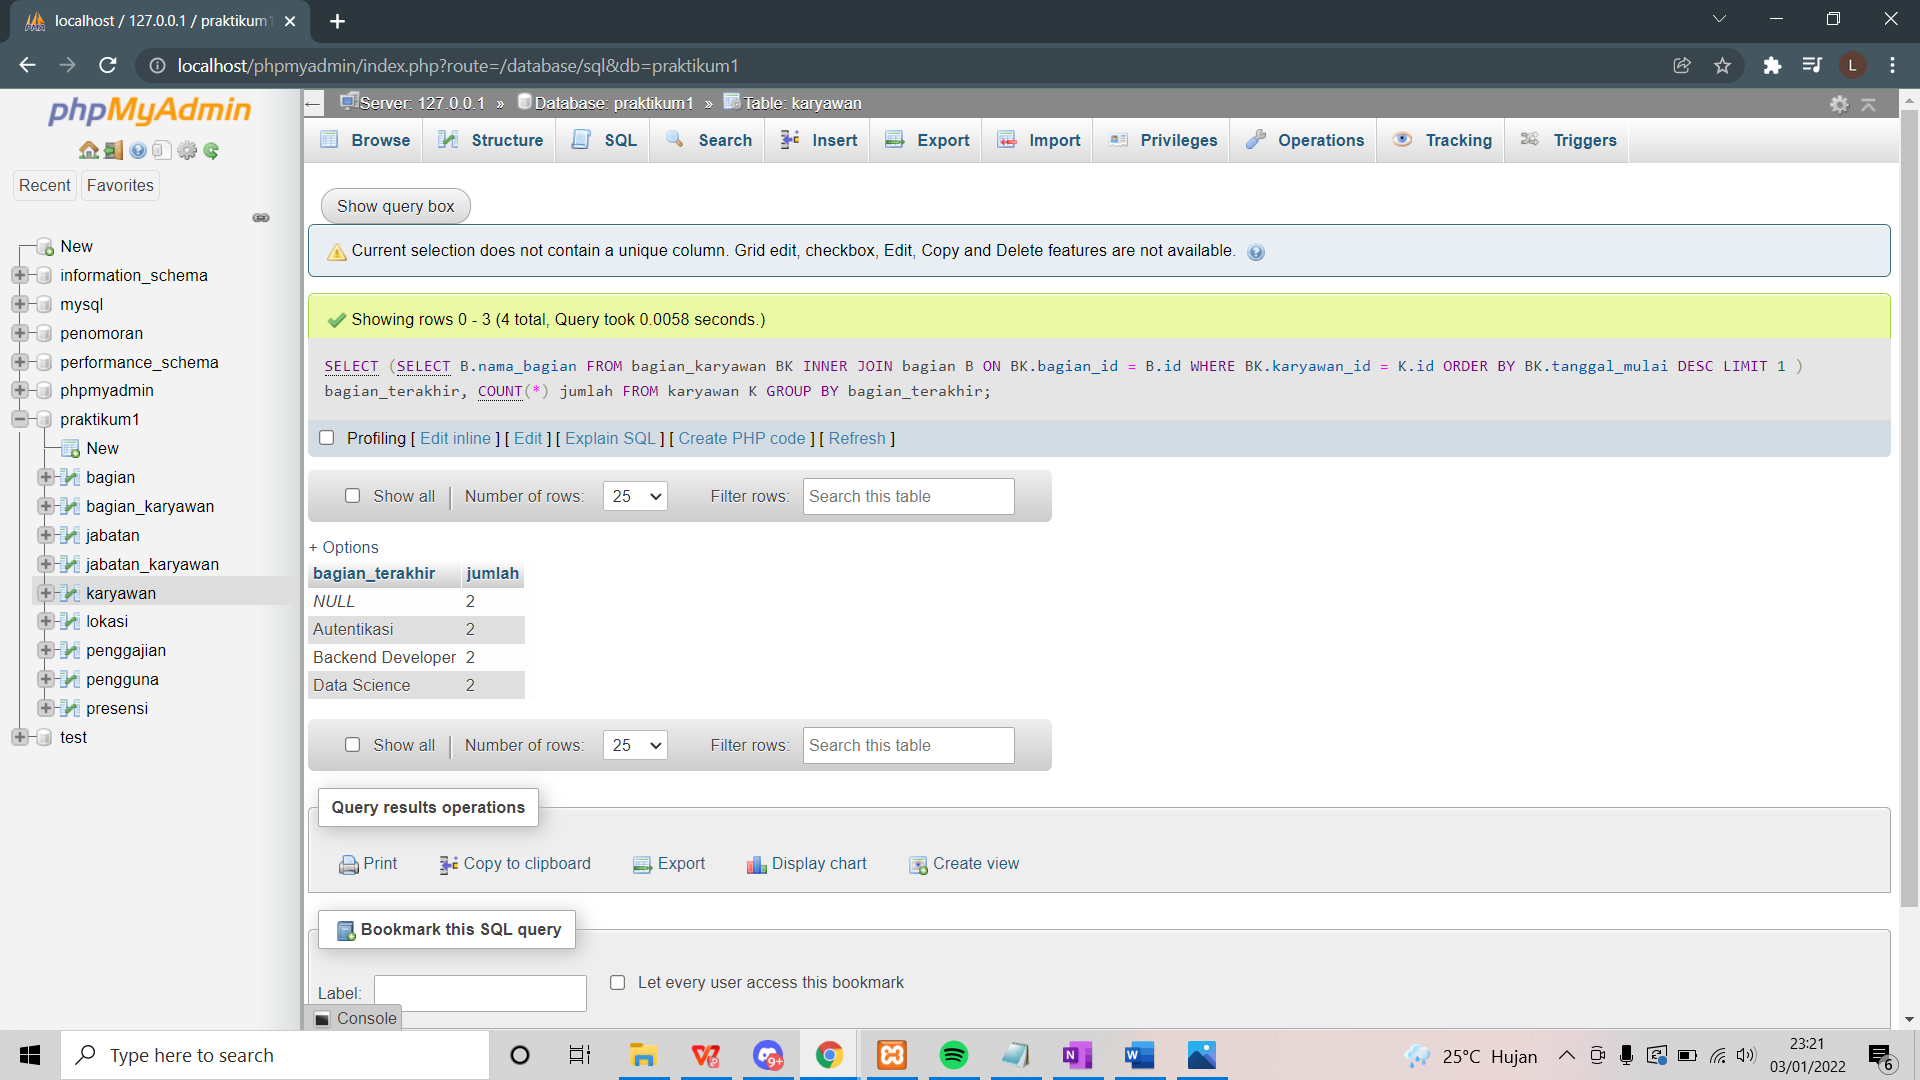 localhost / 127.0.0.1 / praktikum1
localhost/phpmyadmin/index.php?route=/database/sql&db=praktikum1
L
phpMyAdmin
Recent
Favorites
New
information_schema
mysql
penomoran
performance_schema
phpmyadmin
praktikum1
New
bagian
bagian_karyawan
jabatan
jabatan_karyawan
karyawan
lokasi
penggajian
pengguna
presensi
test
Server: 127.0.0.1 » Database: praktikum1 » Table: karyawan
Browse Structure SQL Search Insert Export Import Privileges Operations Tracking Triggers
Show query box
Current selection does not contain a unique column. Grid edit, checkbox, Edit, Copy and Delete features are not available.
Showing rows 0 - 3 (4 total, Query took 0.0058 seconds.)
SELECT (SELECT B.nama_bagian FROM bagian_karyawan BK INNER JOIN bagian B ON BK.bagian_id = B.id WHERE BK.karyawan_id = K.id ORDER BY BK.tanggal_mulai DESC LIMIT 1 )
bagian_terakhir, COUNT(*) jumlah FROM karyawan K GROUP BY bagian_terakhir;
Profiling [ Edit inline ] [ Edit ] [ Explain SQL ] [ Create PHP code ] [ Refresh ]
Show all | Number of rows: 25 Filter rows: Search this table
+ Options
bagian_terakhir jumlah
NULL 2
Autentikasi 2
Backend Developer 2
Data Science 2
Show all | Number of rows: 25 Filter rows: Search this table
Query results operations
Print Copy to clipboard Export Display chart Create view
Bookmark this SQL query
Label:
Let every user access this bookmark
Console
Type here to search
9+
25°C Hujan
23:21
03/01/2022
6